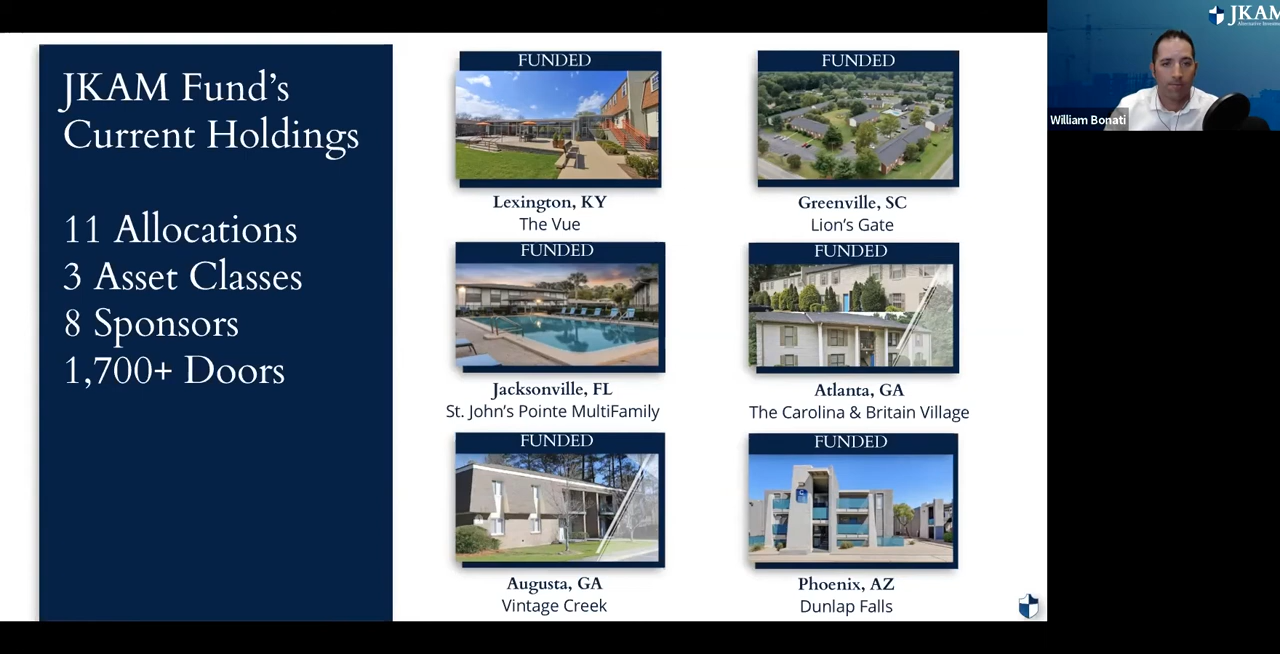 JKAM Fund's
Current Holdings
11 Allocations
3 Asset Classes
8 Sponsors
1,700+ Doors
FUNDED
Lexington, KY
The Vue
FUNDED
Greenville, SC
Lion's Gate
FUNDED
Jacksonville, FL
St. John's Pointe MultiFamily
FUNDED
Atlanta, GA
The Carolina & Britain Village
FUNDED
Augusta, GA
Vintage Creek
FUNDED
Phoenix, AZ
Dunlap Falls
JKAM
William Bonati